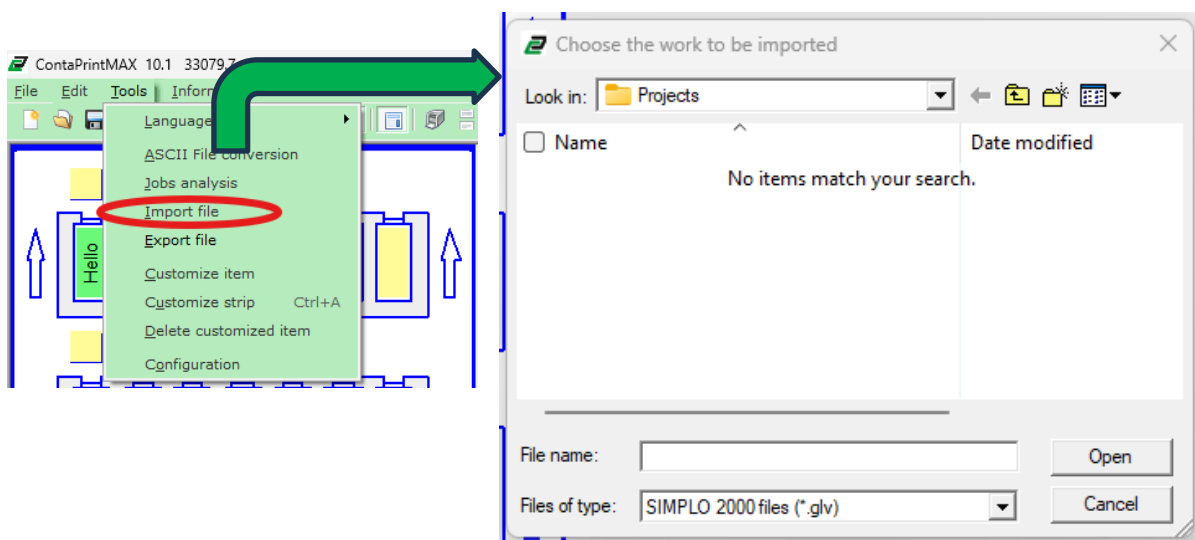 ContaPrintMAX 10.1 33079.7
File Edit Tools Inform
Language
ASCII File conversion
Jobs analysis
Import file
Export file
Customize item
Customize strip Ctrl+A
Delete customized item
Configuration
Hello
Choose the work to be imported
Look in: Projects
Name Date modified
No items match your search.
File name: Open
Files of type: SIMPLO 2000 files (*.glv) Cancel